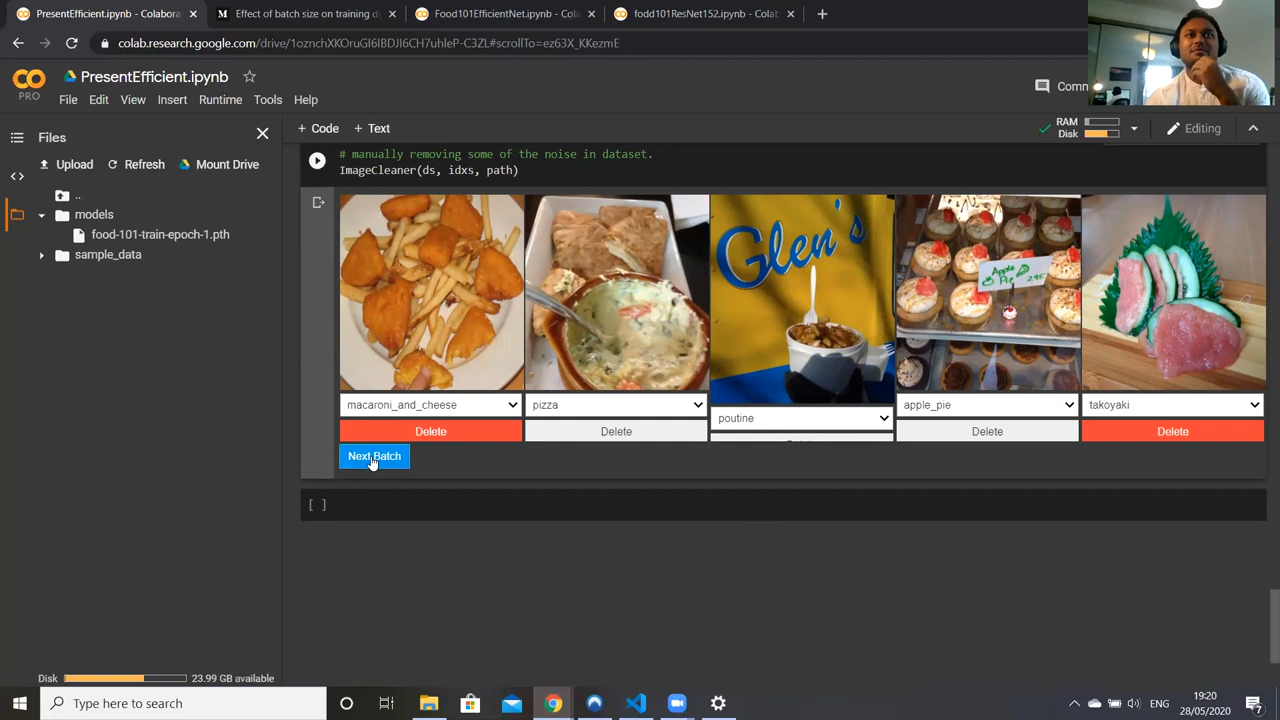 PresentEfficient.ipynb - Colabora
Effect of batch size on training dy
Food101EfficientNet.ipynb - Cola
fodd101ResNet152.ipynb - Colab
colab.research.google.com/drive/1oznchXKOruGI6IBDJI6CH7uhleP-C3ZL#scrollTo=ez63X_KKezmE
CO
PRO
PresentEfficient.ipynb
File Edit View Insert Runtime Tools Help
Comm
Files
+ Code + Text
RAM
Disk
Editing
Upload Refresh Mount Drive
..
models
food-101-train-epoch-1.pth
sample_data
# manually removing some of the noise in dataset.
ImageCleaner(ds, idxs, path)
Glen's
Apple
Pie 2.95
macaroni_and_cheese
pizza
poutine
apple_pie
takoyaki
Delete
Delete
Delete
Delete
Next Batch
[ ]
Disk
23.99 GB available
Type here to search
ENG
19:20
28/05/2020
7